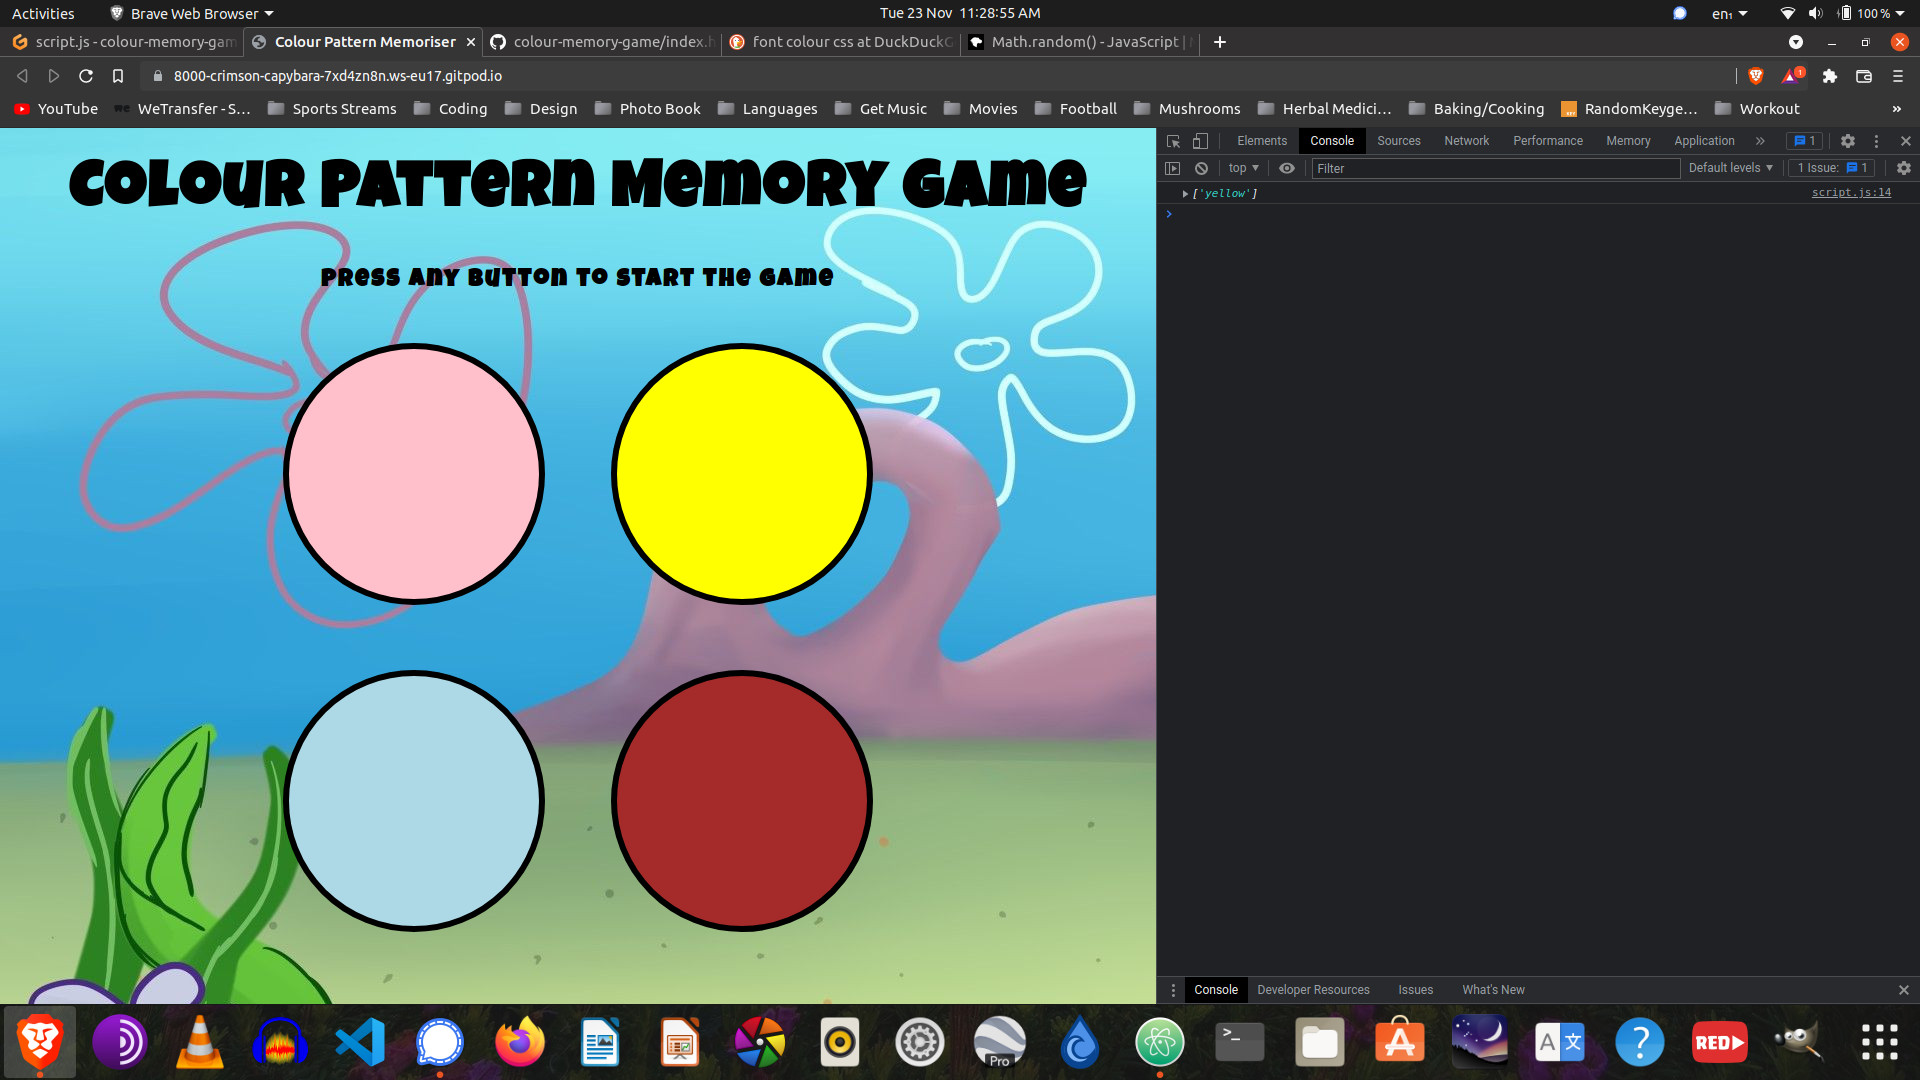 Activities
Brave Web Browser
Tue 23 Nov 11:28:55 AM
en₁
100 %
script.js - colour-memory-gam
Colour Pattern Memoriser
colour-memory-game/index.h
font colour css at DuckDuckG
Math.random() - JavaScript |
8000-crimson-capybara-7xd4zn8n.ws-eu17.gitpod.io
1
YouTube
WeTransfer - S…
Sports Streams
Coding
Design
Photo Book
Languages
Get Music
Movies
Football
Mushrooms
Herbal Medici…
Baking/Cooking
RandomKeyge…
Workout
»
Colour Pattern Memory Game
Press any button to start the game
Elements
Console
Sources
Network
Performance
Memory
Application
»
1
top
Filter
Default levels
1 Issue:
1
['yellow']
script.js:14
Console
Developer Resources
Issues
What's New
Pro
>_
A
文
?
RED